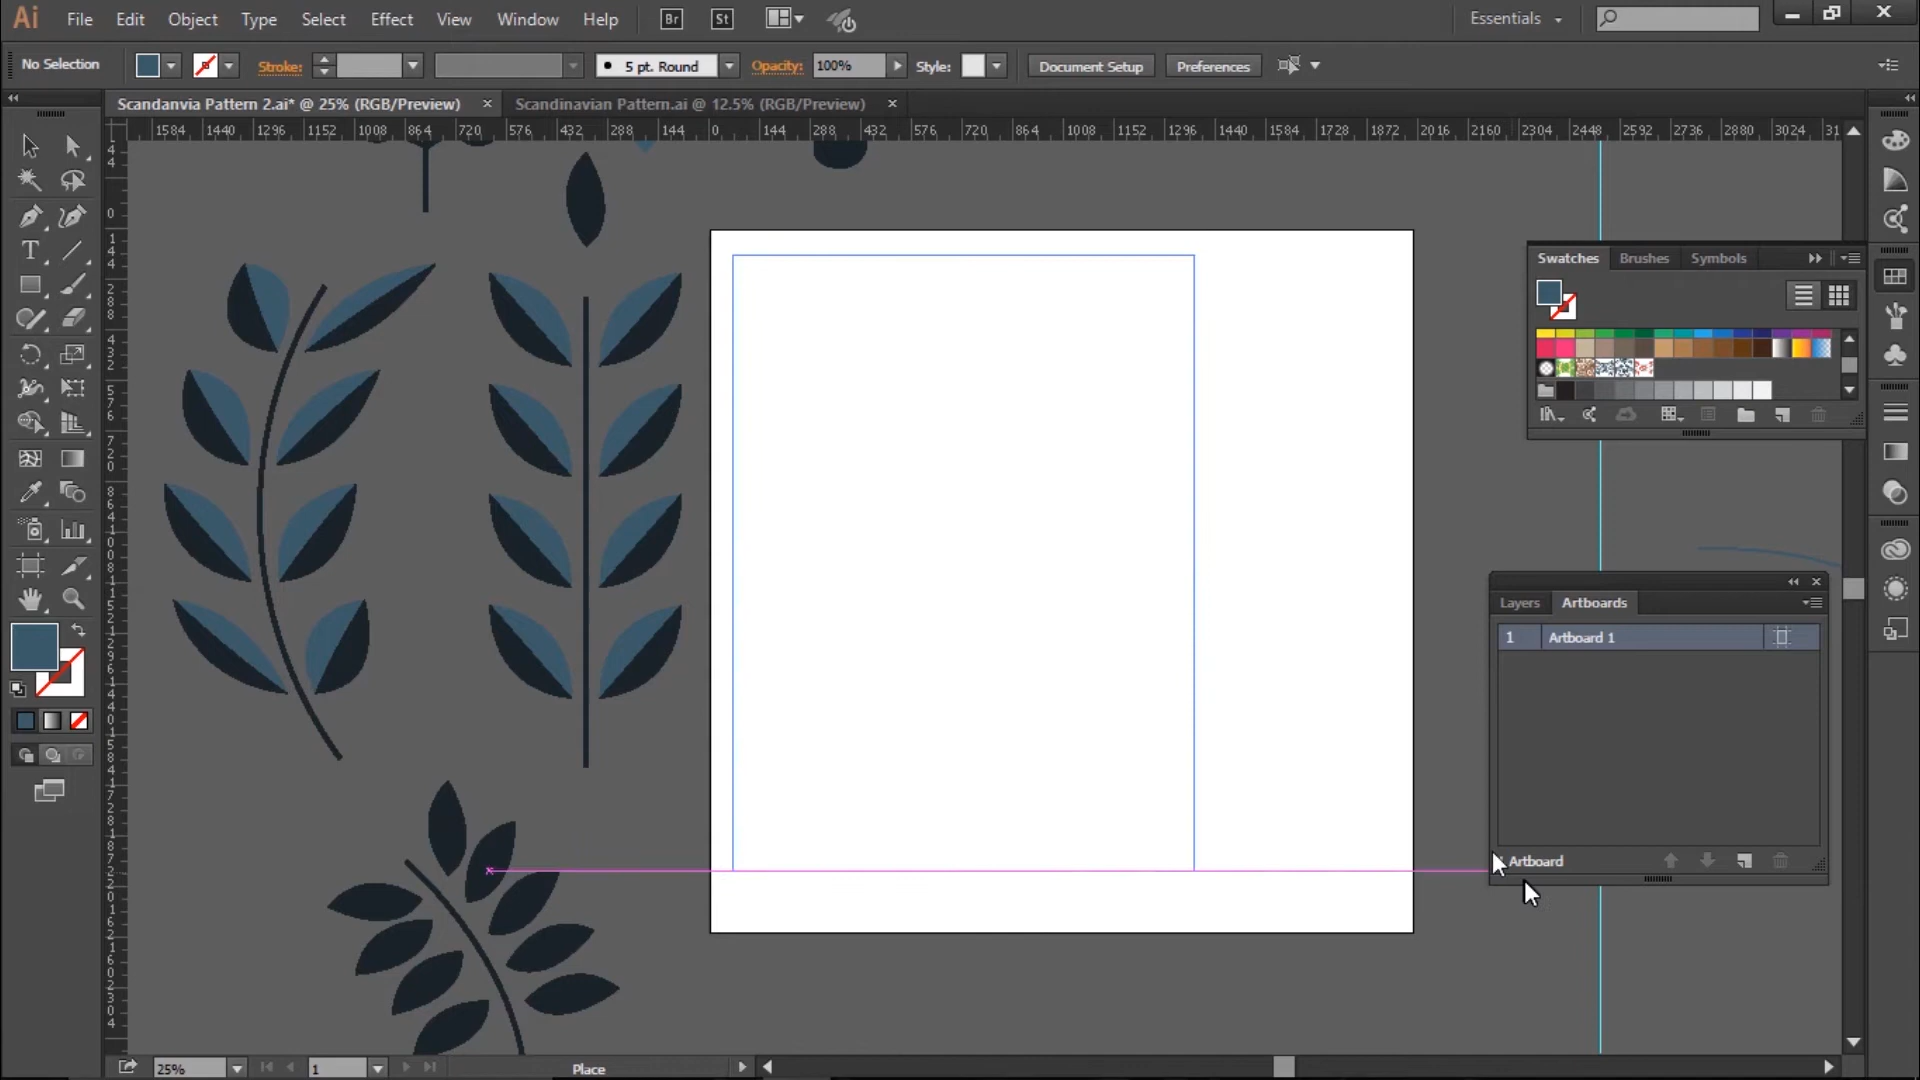 Ai File Edit Object Type Select Effect View Window Help Br St Essentials
No Selection Stroke: 5 pt. Round Opacity: 100% Style: Document Setup Preferences
Scandanvia Pattern 2.ai* @ 25% (RGB/Preview) × Scandinavian Pattern.ai @ 12.5% (RGB/Preview) ×
1584 1440 1296 1152 1008 864 720 576 432 288 144 0 144 288 432 576 720 864 1008 1152 1296 1440 1584 1728 1872 2016 2160 2304 2448 2592 2736 2880 3024 31
Swatches Brushes Symbols
Layers Artboards
1 Artboard 1
Artboard
25% 1 Place